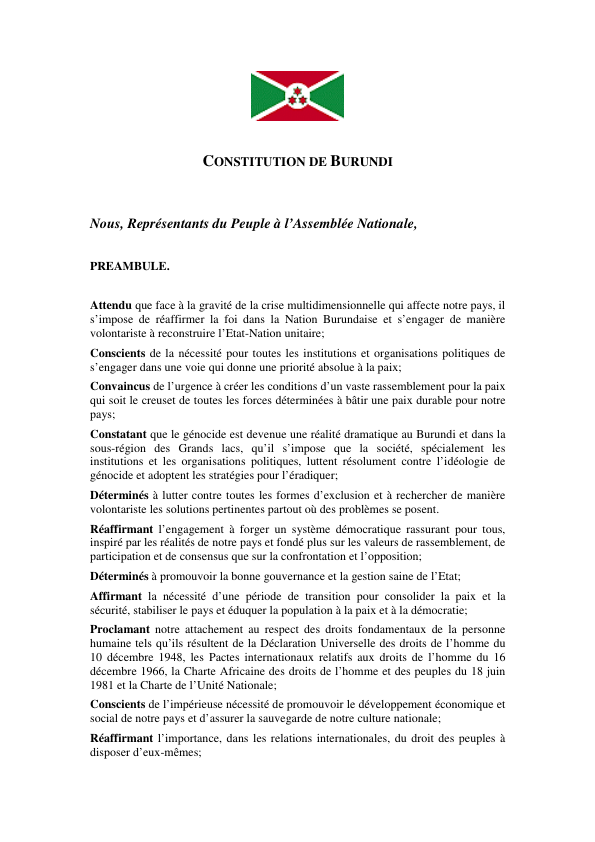 CONSTITUTION DE BURUNDI
Nous, Représentants du Peuple à l’Assemblée Nationale,
PREAMBULE.
Attendu que face à la gravité de la crise multidimensionnelle qui affecte notre pays, il
s’impose de réaffirmer la foi dans la Nation Burundaise et s’engager de manière
volontariste à reconstruire l’Etat-Nation unitaire;
Conscients de la nécessité pour toutes les institutions et organisations politiques de
s’engager dans une voie qui donne une priorité absolue à la paix;
Convaincus de l’urgence à créer les conditions d’un vaste rassemblement pour la paix
qui soit le creuset de toutes les forces déterminées à bâtir une paix durable pour notre
pays;
Constatant que le génocide est devenue une réalité dramatique au Burundi et dans la
sous-région des Grands lacs, qu’il s’impose que la société, spécialement les
institutions et les organisations politiques, luttent résolument contre l’idéologie de
génocide et adoptent les stratégies pour l’éradiquer;
Déterminés à lutter contre toutes les formes d’exclusion et à rechercher de manière
volontariste les solutions pertinentes partout où des problèmes se posent.
Réaffirmant l’engagement à forger un système démocratique rassurant pour tous,
inspiré par les réalités de notre pays et fondé plus sur les valeurs de rassemblement, de
participation et de consensus que sur la confrontation et l’opposition;
Déterminés à promouvoir la bonne gouvernance et la gestion saine de l’Etat;
Affirmant la nécessité d’une période de transition pour consolider la paix et la
sécurité, stabiliser le pays et éduquer la population à la paix et à la démocratie;
Proclamant notre attachement au respect des droits fondamentaux de la personne
humaine tels qu’ils résultent de la Déclaration Universelle des droits de l’homme du
10 décembre 1948, les Pactes internationaux relatifs aux droits de l’homme du 16
décembre 1966, la Charte Africaine des droits de l’homme et des peuples du 18 juin
1981 et la Charte de l’Unité Nationale;
Conscients de l’impérieuse nécessité de promouvoir le développement économique et
social de notre pays et d’assurer la sauvegarde de notre culture nationale;
Réaffirmant l’importance, dans les relations internationales, du droit des peuples à
disposer d’eux-mêmes;